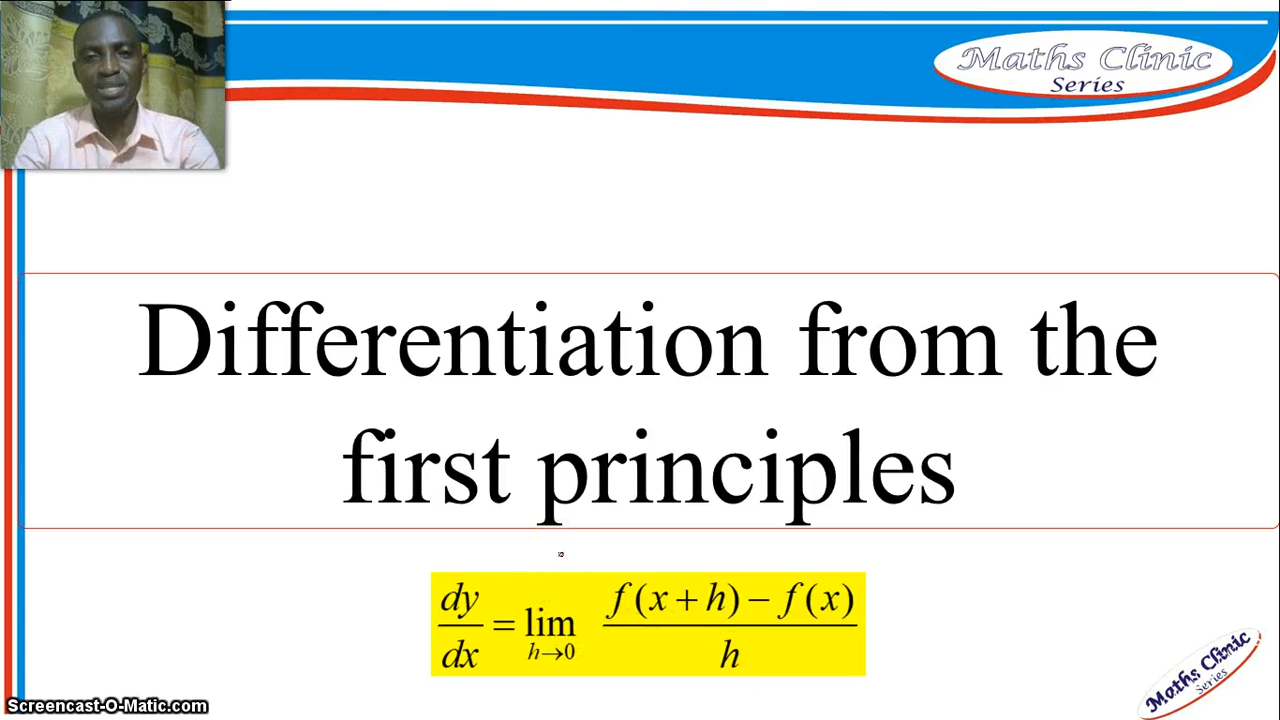 Maths Clinic
Series
Differentiation from the
first principles
dy/dx = lim h→0 f(x + h) − f(x) / h
Maths Clinic
Series
Screencast-O-Matic.com